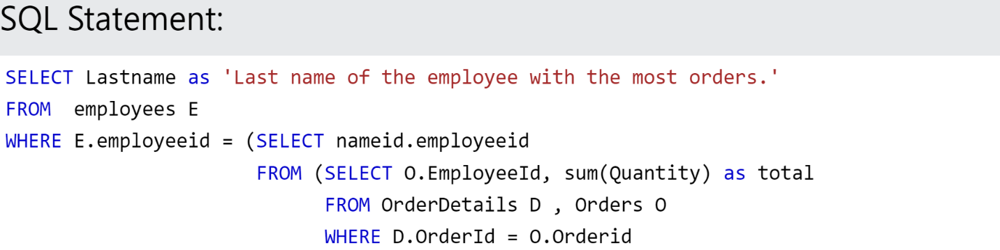 SQL Statement:
SELECT Lastname as 'Last name of the employee with the most orders.'
FROM  employees E
WHERE E.employeeid = (SELECT nameid.employeeid
FROM (SELECT O.EmployeeId, sum(Quantity) as total
FROM OrderDetails D , Orders O
WHERE D.OrderId = O.Orderid